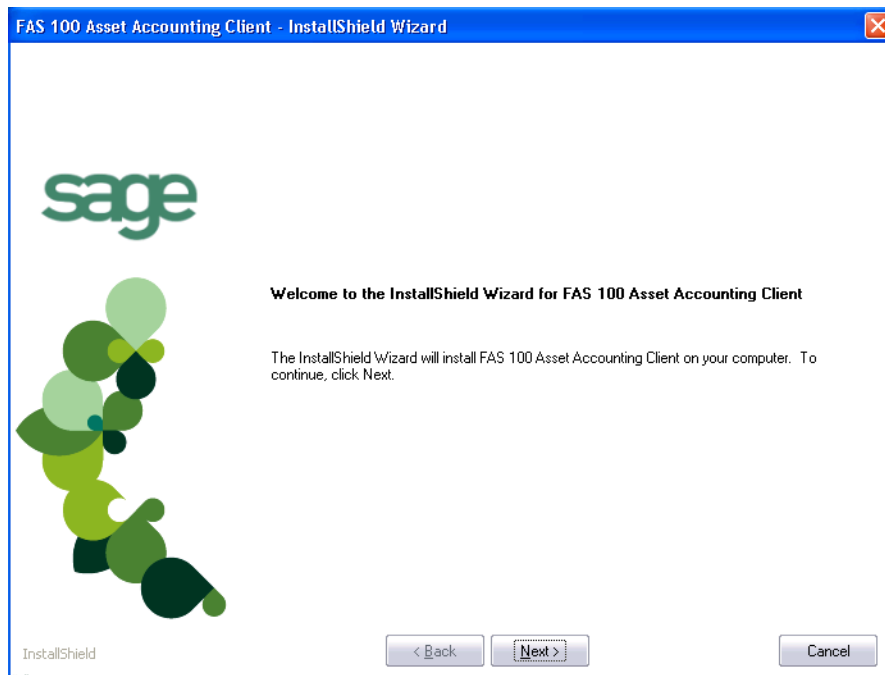 FAS 100 Asset Accounting Client - InstallShield Wizard
sage
Welcome to the InstallShield Wizard for FAS 100 Asset Accounting Client
The InstallShield Wizard will install FAS 100 Asset Accounting Client on your computer. To
continue, click Next.
InstallShield
< Back
Next >
Cancel